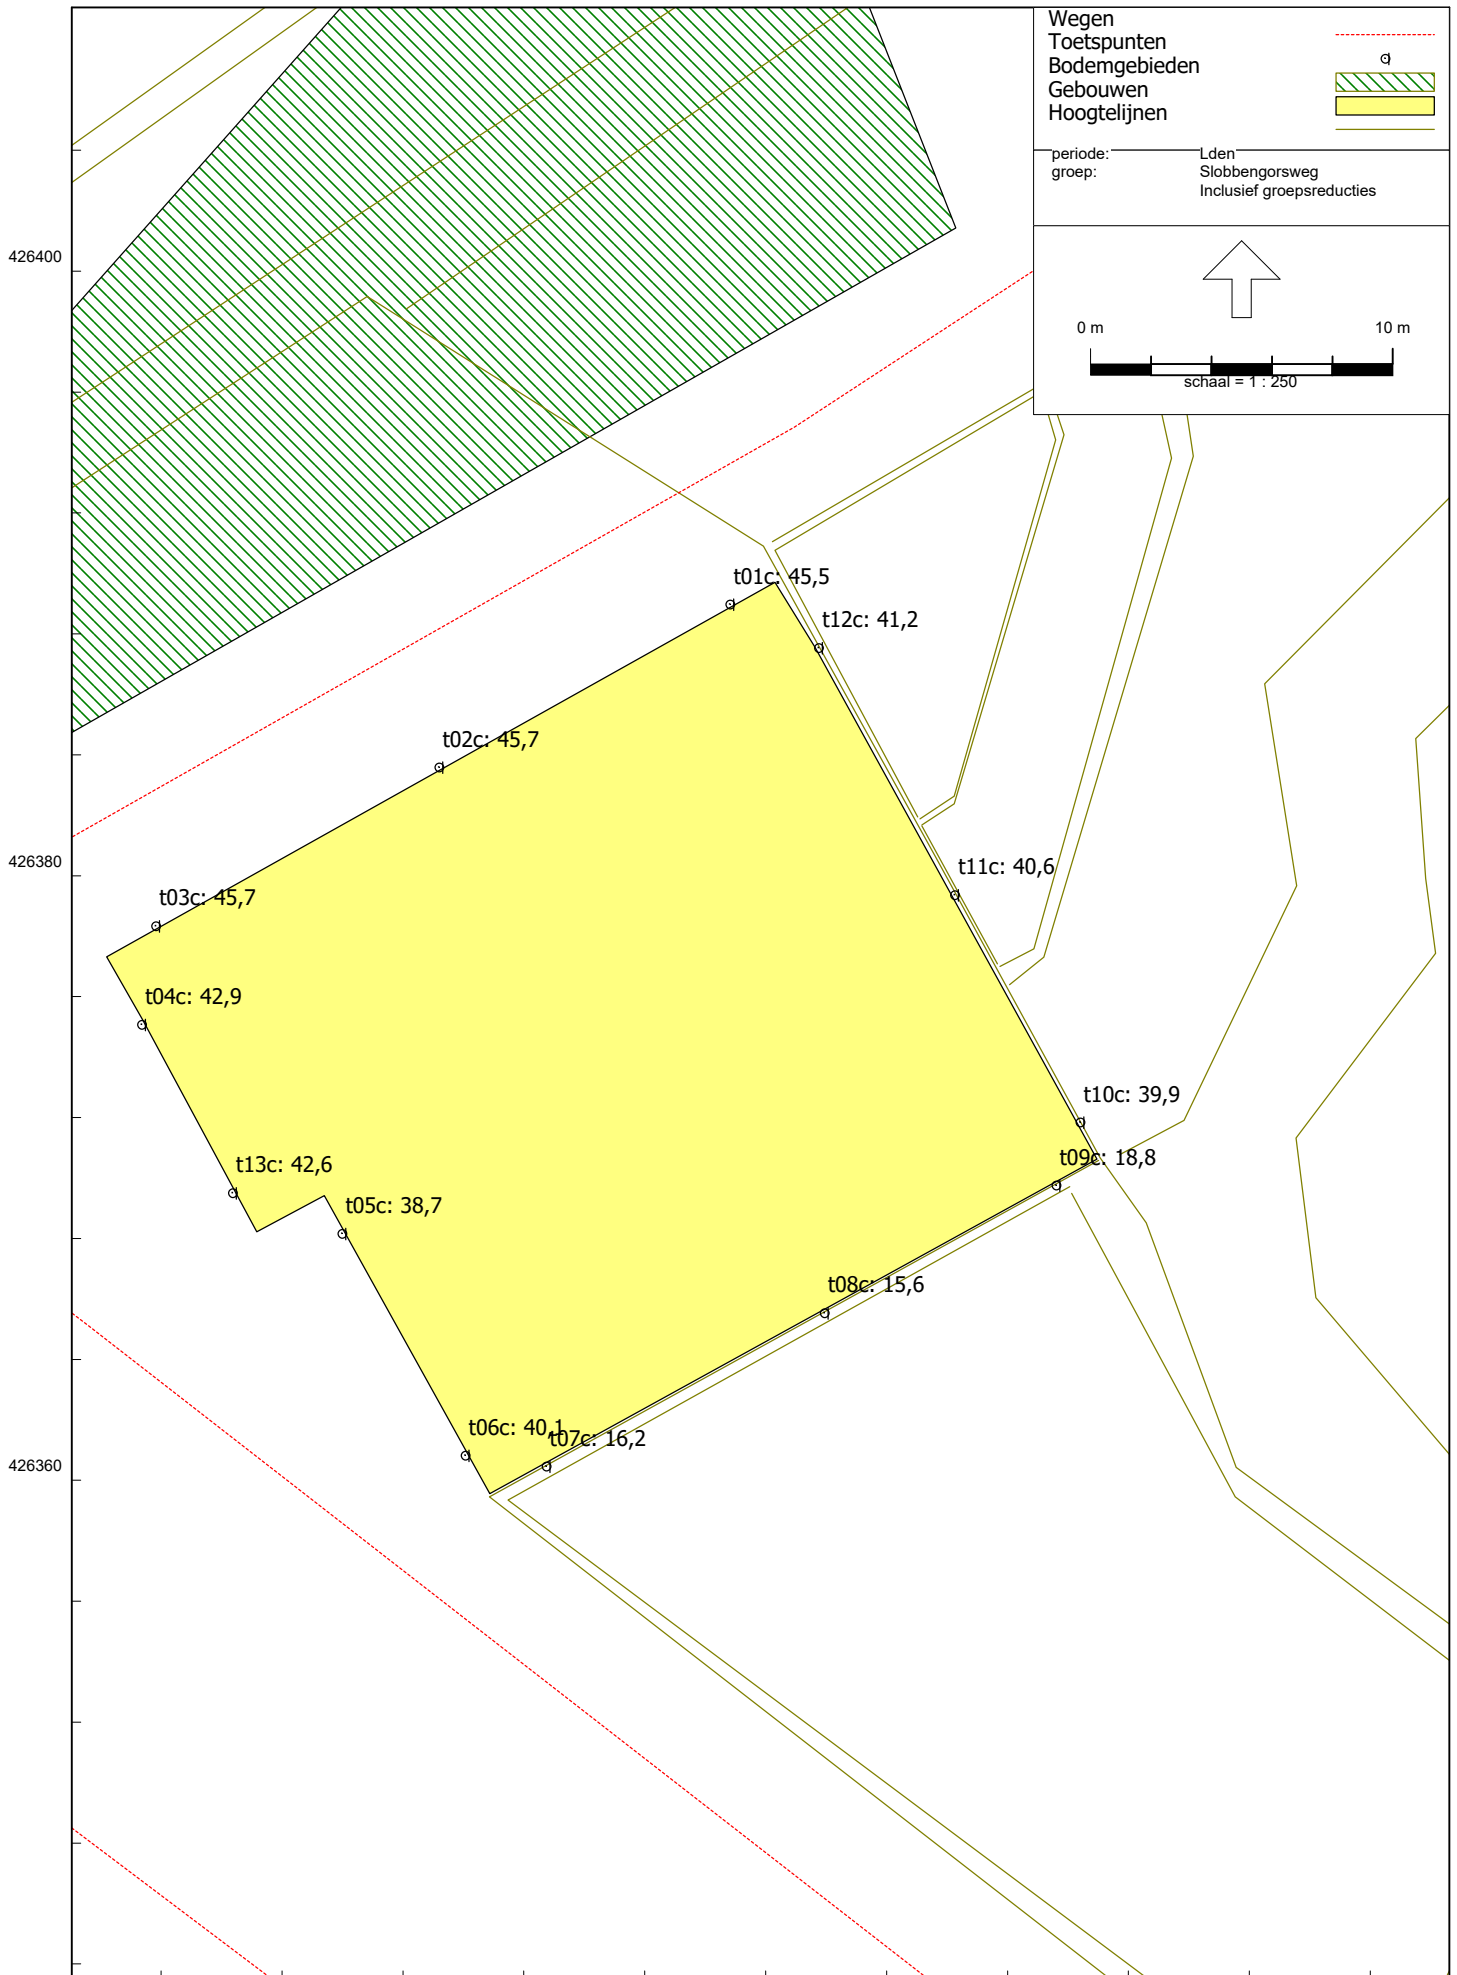 Wegen
Toetspunten
Bodemgebieden
Gebouwen
Hoogtelijnen
periode: Lden
groep: Slobbengorsweg
Inclusief groepsreducties
0 m 10 m
schaal = 1 : 250
426400
t01c: 45,5
t12c: 41,2
t02c: 45,7
426380
t11c: 40,6
t03c: 45,7
t04c: 42,9
t10c: 39,9
t09c: 18,8
t13c: 42,6
t05c: 38,7
t08c: 15,6
t06c: 40,1
t07c: 16,2
426360